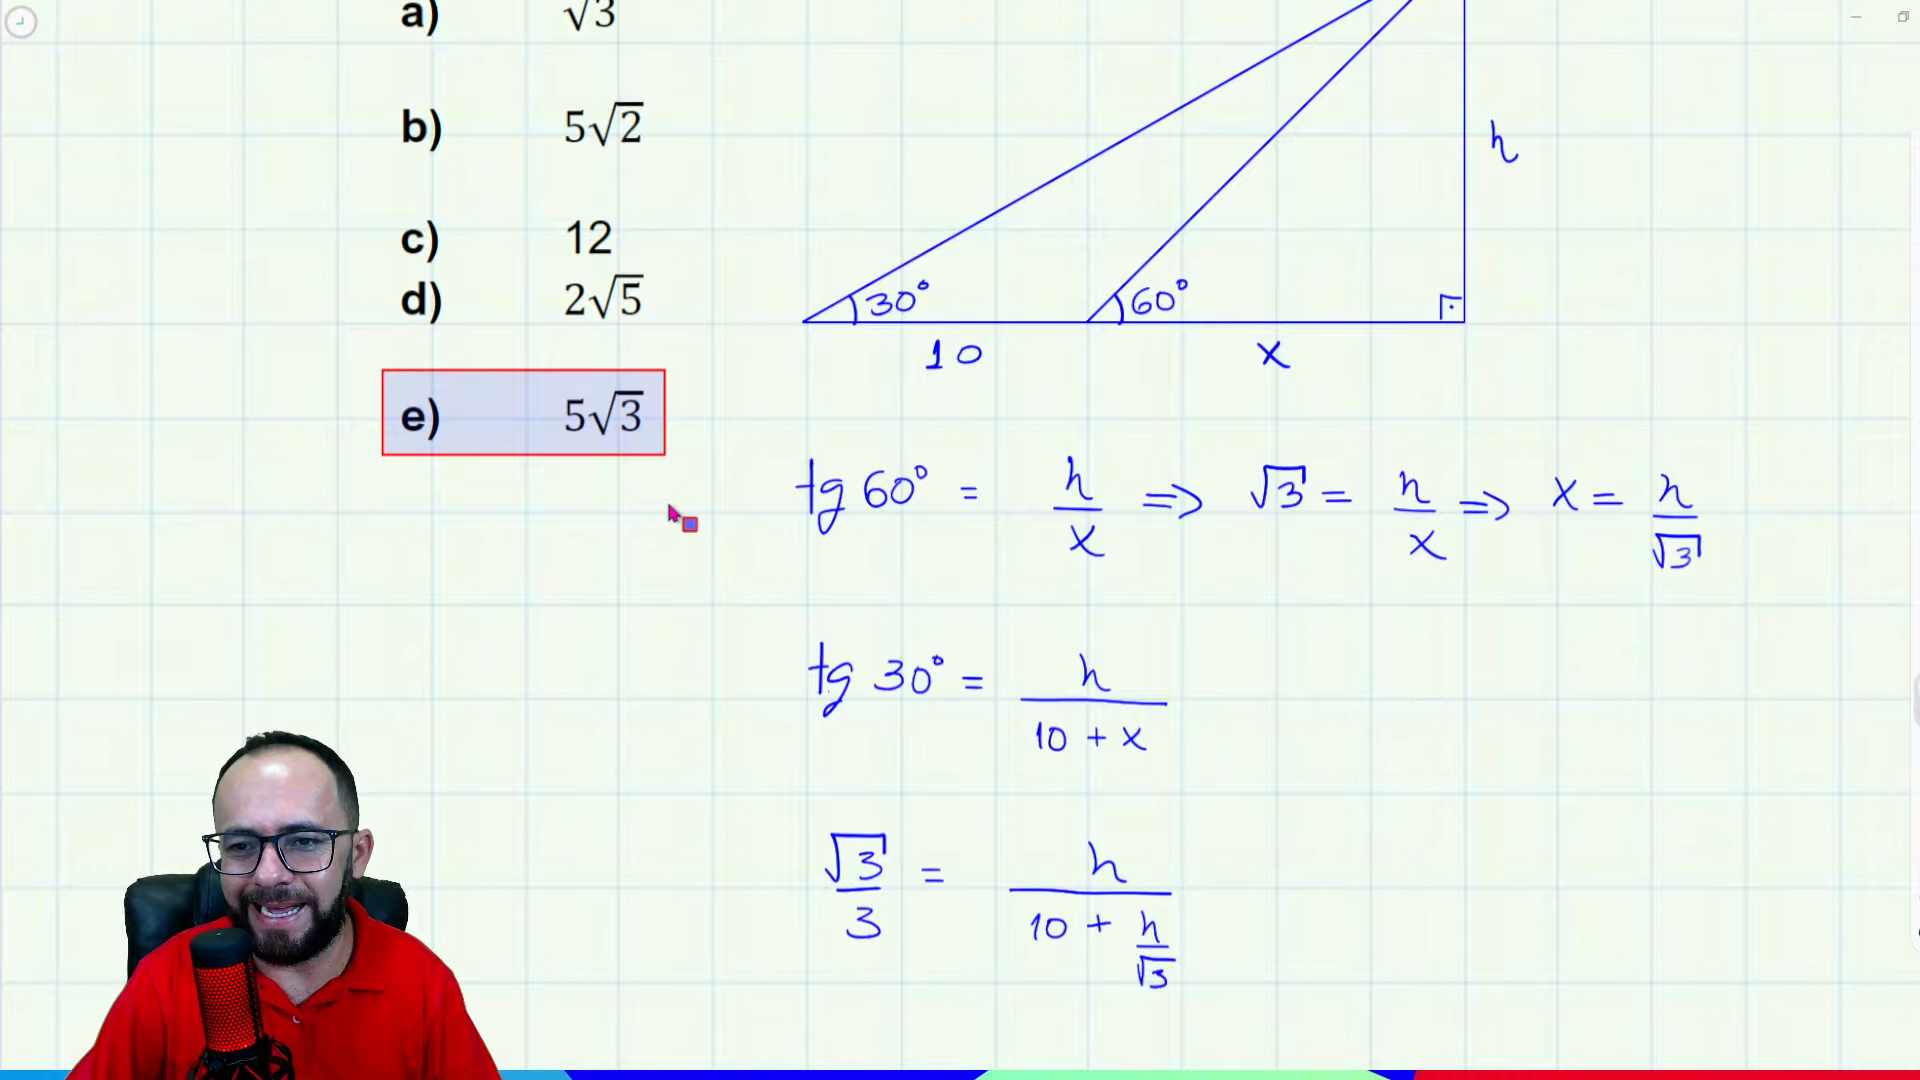 a) √3
b) 5√2
c) 12
d) 2√5
e) 5√3
h
30° 60°
10 x
tg 60° = h/x ⇒ √3 = h/x ⇒ x = h/√3
tg 30° = h/(10 + x)
√3/3 = h/(10 + h/√3)